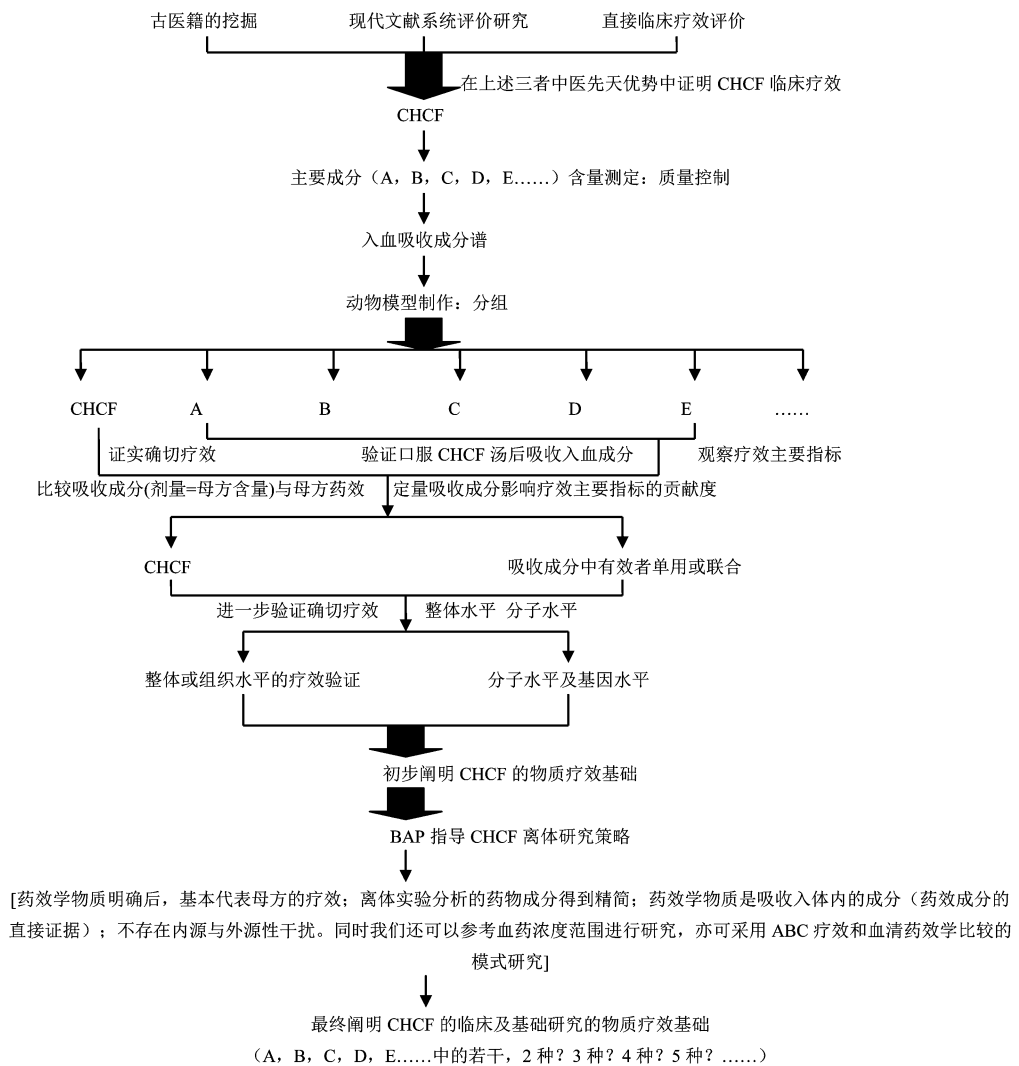 古医籍的挖掘
现代文献系统评价研究
直接临床疗效评价
在上述三者中医先天优势中证明 CHCF 临床疗效
CHCF
主要成分（A，B，C，D，E……）含量测定：质量控制
入血吸收成分谱
动物模型制作：分组
CHCF
A
B
C
D
E
……
证实确切疗效
验证口服 CHCF 汤后吸收入血成分
观察疗效主要指标
比较吸收成分(剂量=母方含量)与母方药效
定量吸收成分影响疗效主要指标的贡献度
CHCF
吸收成分中有效者单用或联合
进一步验证确切疗效
整体水平 分子水平
整体或组织水平的疗效验证
分子水平及基因水平
初步阐明 CHCF 的物质疗效基础
BAP 指导 CHCF 离体研究策略
[药效学物质明确后，基本代表母方的疗效；离体实验分析的药物成分得到精简；药效学物质是吸收入体内的成分（药效成分的
直接证据）；不存在内源与外源性干扰。同时我们还可以参考血药浓度范围进行研究，亦可采用 ABC 疗效和血清药效学比较的
模式研究]
最终阐明 CHCF 的临床及基础研究的物质疗效基础
（A，B，C，D，E……中的若干，2 种？3 种？4 种？5 种？……）